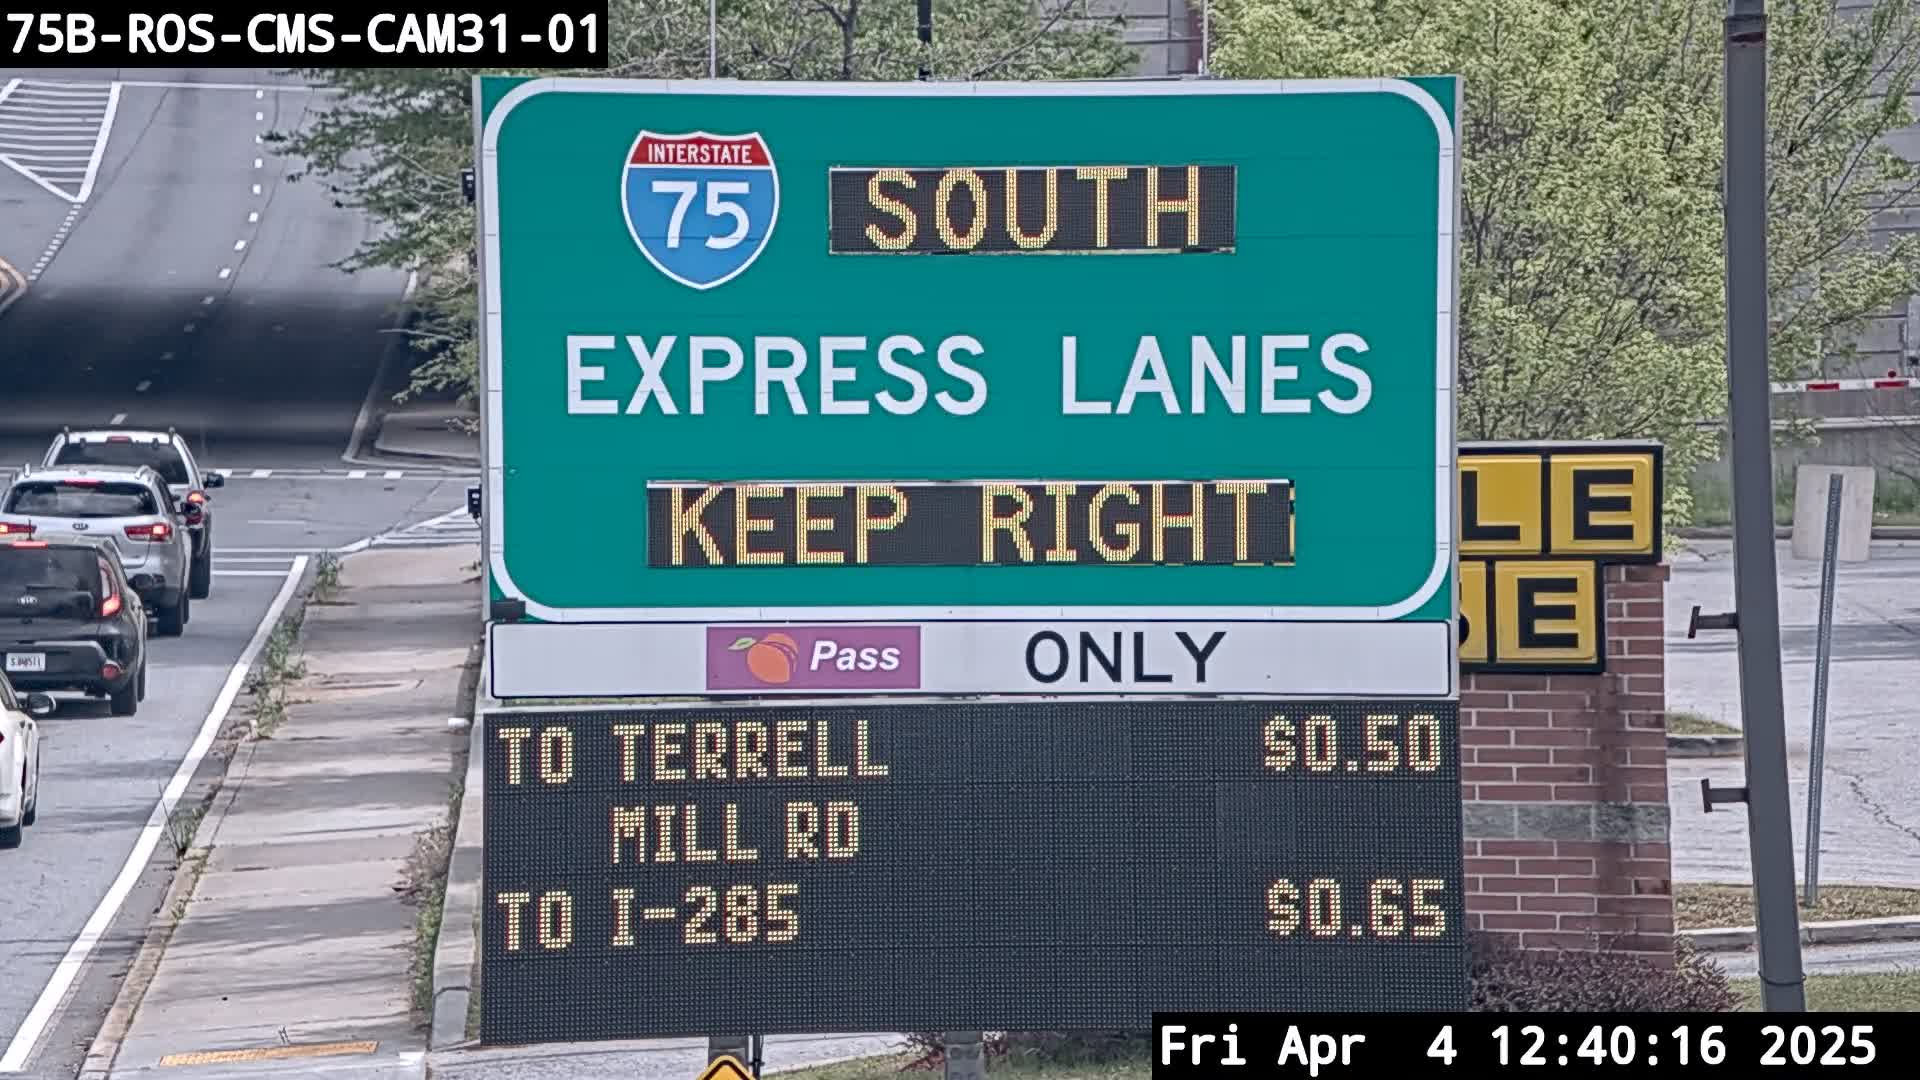 75B-ROS-CMS-CAM31-01
INTERSTATE
75
SOUTH
EXPRESS LANES
KEEP RIGHT
Pass ONLY
TO TERRELL $0.50
MILL RD
TO I-285 $0.65
LE
E
Fri Apr 4 12:40:16 2025